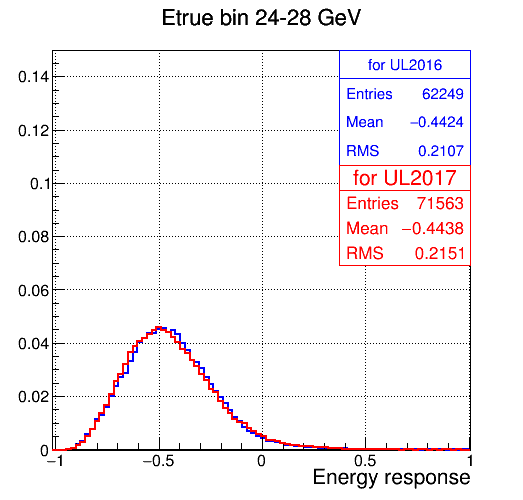 Etrue bin 24-28 GeV
for UL2016
Entries 62249
Mean −0.4424
RMS 0.2107
for UL2017
Entries 71563
Mean −0.4438
RMS 0.2151
0.14
0.12
0.1
0.08
0.06
0.04
0.02
0
−1 −0.5 0 0.5 1
Energy response